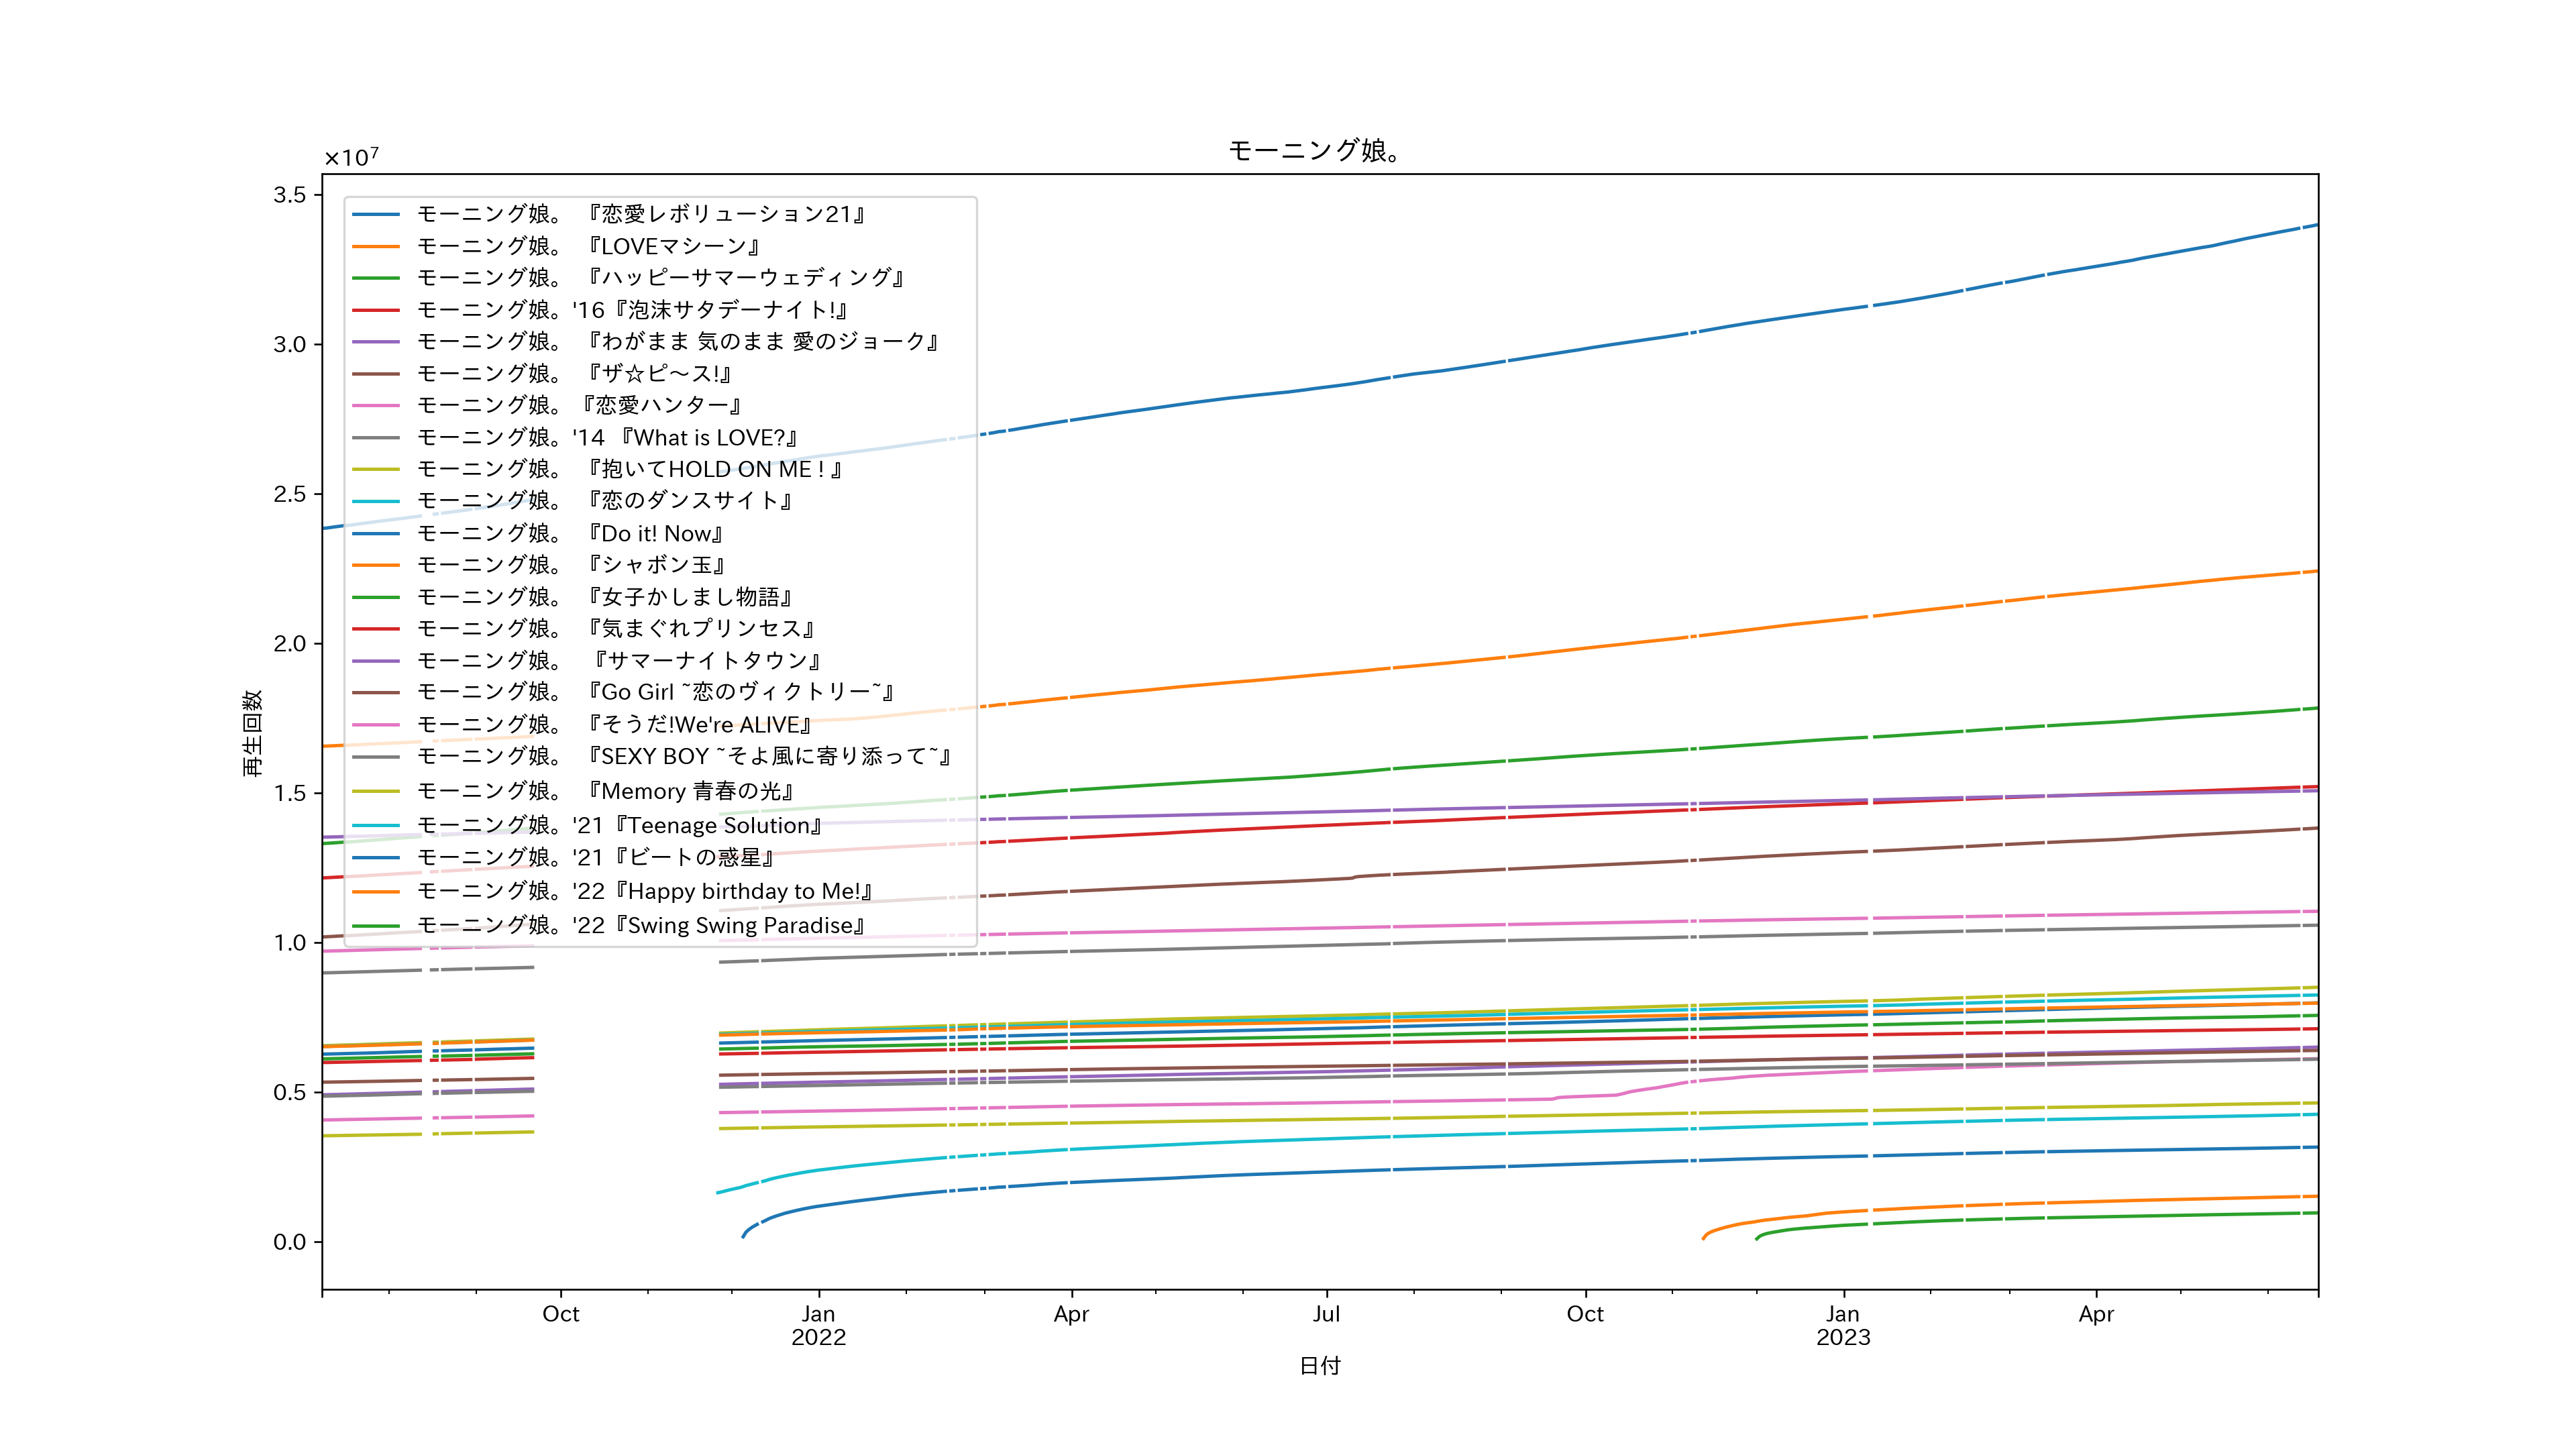 モーニング娘。
×10⁷
3.5
3.0
2.5
2.0
1.5
1.0
0.5
0.0
再生回数
モーニング娘。 『恋愛レボリューション21』
モーニング娘。 『LOVEマシーン』
モーニング娘。 『ハッピーサマーウェディング』
モーニング娘。'16『泡沫サタデーナイト!』
モーニング娘。 『わがまま 気のまま 愛のジョーク』
モーニング娘。 『ザ☆ピ〜ス!』
モーニング娘。『恋愛ハンター』
モーニング娘。'14 『What is LOVE?』
モーニング娘。 『抱いてHOLD ON ME ! 』
モーニング娘。 『恋のダンスサイト』
モーニング娘。 『Do it! Now』
モーニング娘。 『シャボン玉』
モーニング娘。 『女子かしまし物語』
モーニング娘。 『気まぐれプリンセス』
モーニング娘。  『サマーナイトタウン』
モーニング娘。 『Go Girl ~恋のヴィクトリー~』
モーニング娘。 『そうだ!We're ALIVE』
モーニング娘。 『SEXY BOY ~そよ風に寄り添って~』
モーニング娘。 『Memory 青春の光』
モーニング娘。'21『Teenage Solution』
モーニング娘。'21『ビートの惑星』
モーニング娘。'22『Happy birthday to Me!』
モーニング娘。'22『Swing Swing Paradise』
Oct Jan Apr Jul Oct Jan Apr
2022 2023
日付